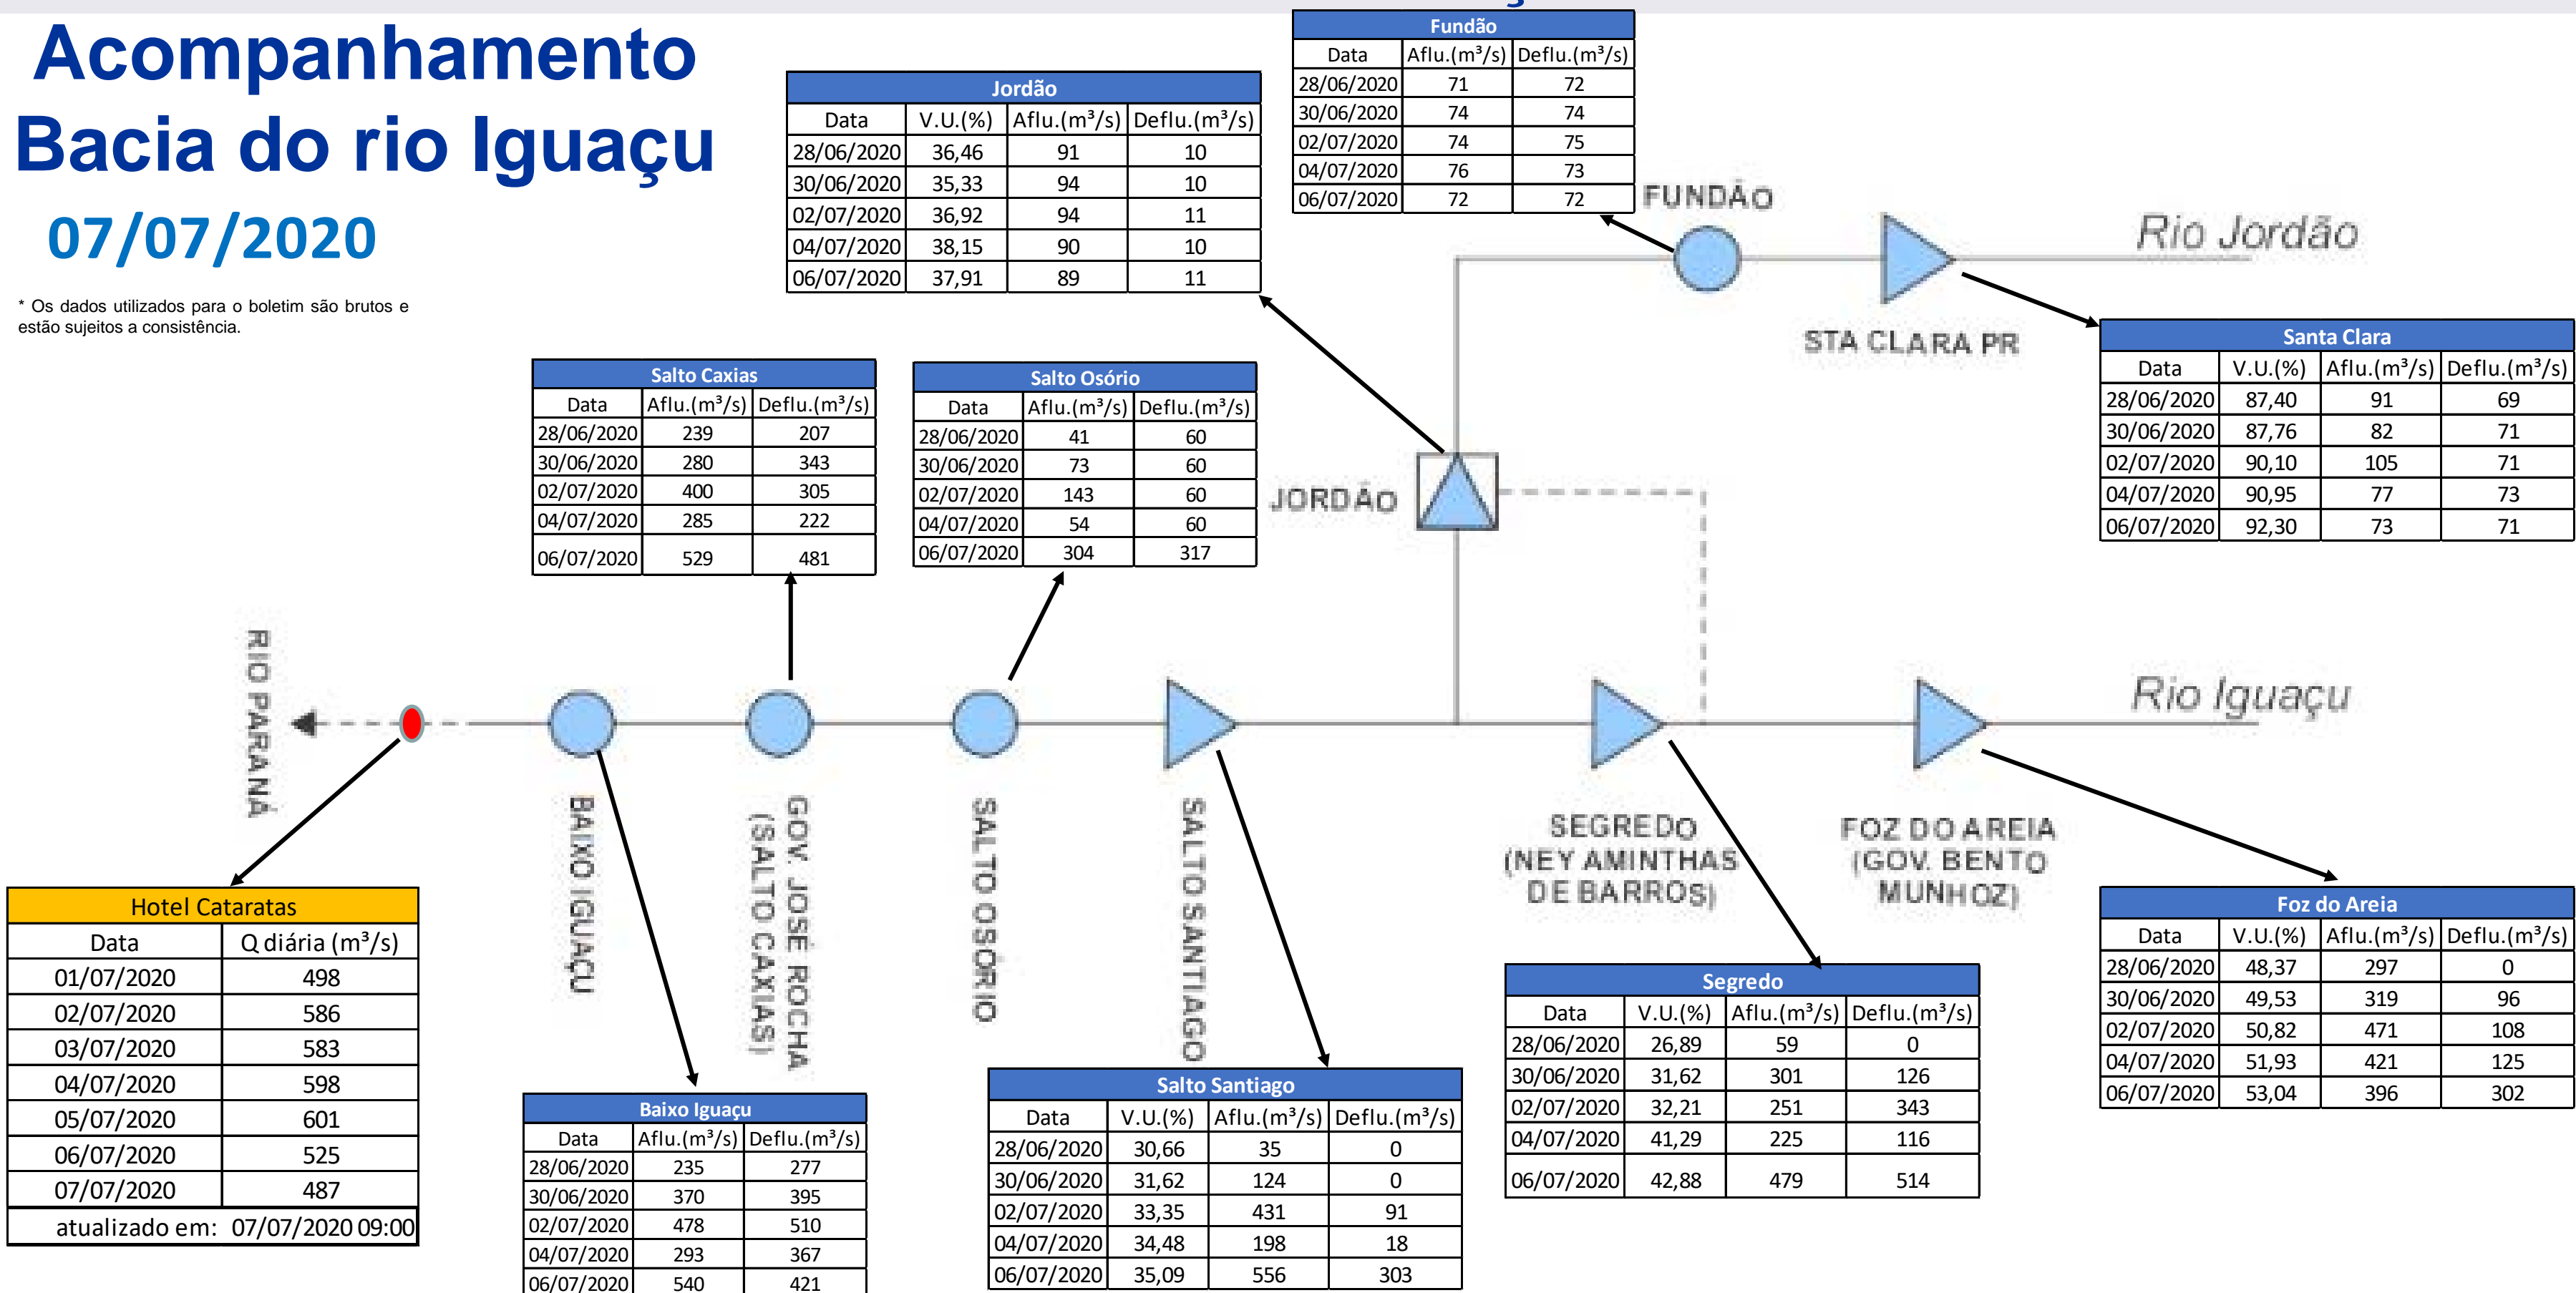 Acompanhamento
Bacia do rio Iguaçu
07/07/2020
* Os dados utilizados para o boletim são brutos e
estão sujeitos a consistência.
Jordão
Data V.U.(%) Aflu.(m³/s) Deflu.(m³/s)
28/06/2020 36,46 91 10
30/06/2020 35,33 94 10
02/07/2020 36,92 94 11
04/07/2020 38,15 90 10
06/07/2020 37,91 89 11
Fundão
Data Aflu.(m³/s) Deflu.(m³/s)
28/06/2020 71 72
30/06/2020 74 74
02/07/2020 74 75
04/07/2020 76 73
06/07/2020 72 72
FUNDÃO
Rio Jordão
STA CLARA PR
Santa Clara
Data V.U.(%) Aflu.(m³/s) Deflu.(m³/s)
28/06/2020 87,40 91 69
30/06/2020 87,76 82 71
02/07/2020 90,10 105 71
04/07/2020 90,95 77 73
06/07/2020 92,30 73 71
Salto Caxias
Data Aflu.(m³/s) Deflu.(m³/s)
28/06/2020 239 207
30/06/2020 280 343
02/07/2020 400 305
04/07/2020 285 222
06/07/2020 529 481
Salto Osório
Data Aflu.(m³/s) Deflu.(m³/s)
28/06/2020 41 60
30/06/2020 73 60
02/07/2020 143 60
04/07/2020 54 60
06/07/2020 304 317
JORDÃO
RIO PARANÁ
Rio Iguaçu
BAIXO IGUAÇU
GOV. JOSÉ ROCHA
(SALTO CAXIAS)
SALTO OSÓRIO
SALTO SANTIAGO
SEGREDO
(NEY AMINTHAS
DE BARROS)
FOZ DO AREIA
(GOV. BENTO
MUNHOZ)
Hotel Cataratas
Data Q diária (m³/s)
01/07/2020 498
02/07/2020 586
03/07/2020 583
04/07/2020 598
05/07/2020 601
06/07/2020 525
07/07/2020 487
atualizado em: 07/07/2020 09:00
Baixo Iguaçu
Data Aflu.(m³/s) Deflu.(m³/s)
28/06/2020 235 277
30/06/2020 370 395
02/07/2020 478 510
04/07/2020 293 367
06/07/2020 540 421
Salto Santiago
Data V.U.(%) Aflu.(m³/s) Deflu.(m³/s)
28/06/2020 30,66 35 0
30/06/2020 31,62 124 0
02/07/2020 33,35 431 91
04/07/2020 34,48 198 18
06/07/2020 35,09 556 303
Segredo
Data V.U.(%) Aflu.(m³/s) Deflu.(m³/s)
28/06/2020 26,89 59 0
30/06/2020 31,62 301 126
02/07/2020 32,21 251 343
04/07/2020 41,29 225 116
06/07/2020 42,88 479 514
Foz do Areia
Data V.U.(%) Aflu.(m³/s) Deflu.(m³/s)
28/06/2020 48,37 297 0
30/06/2020 49,53 319 96
02/07/2020 50,82 471 108
04/07/2020 51,93 421 125
06/07/2020 53,04 396 302